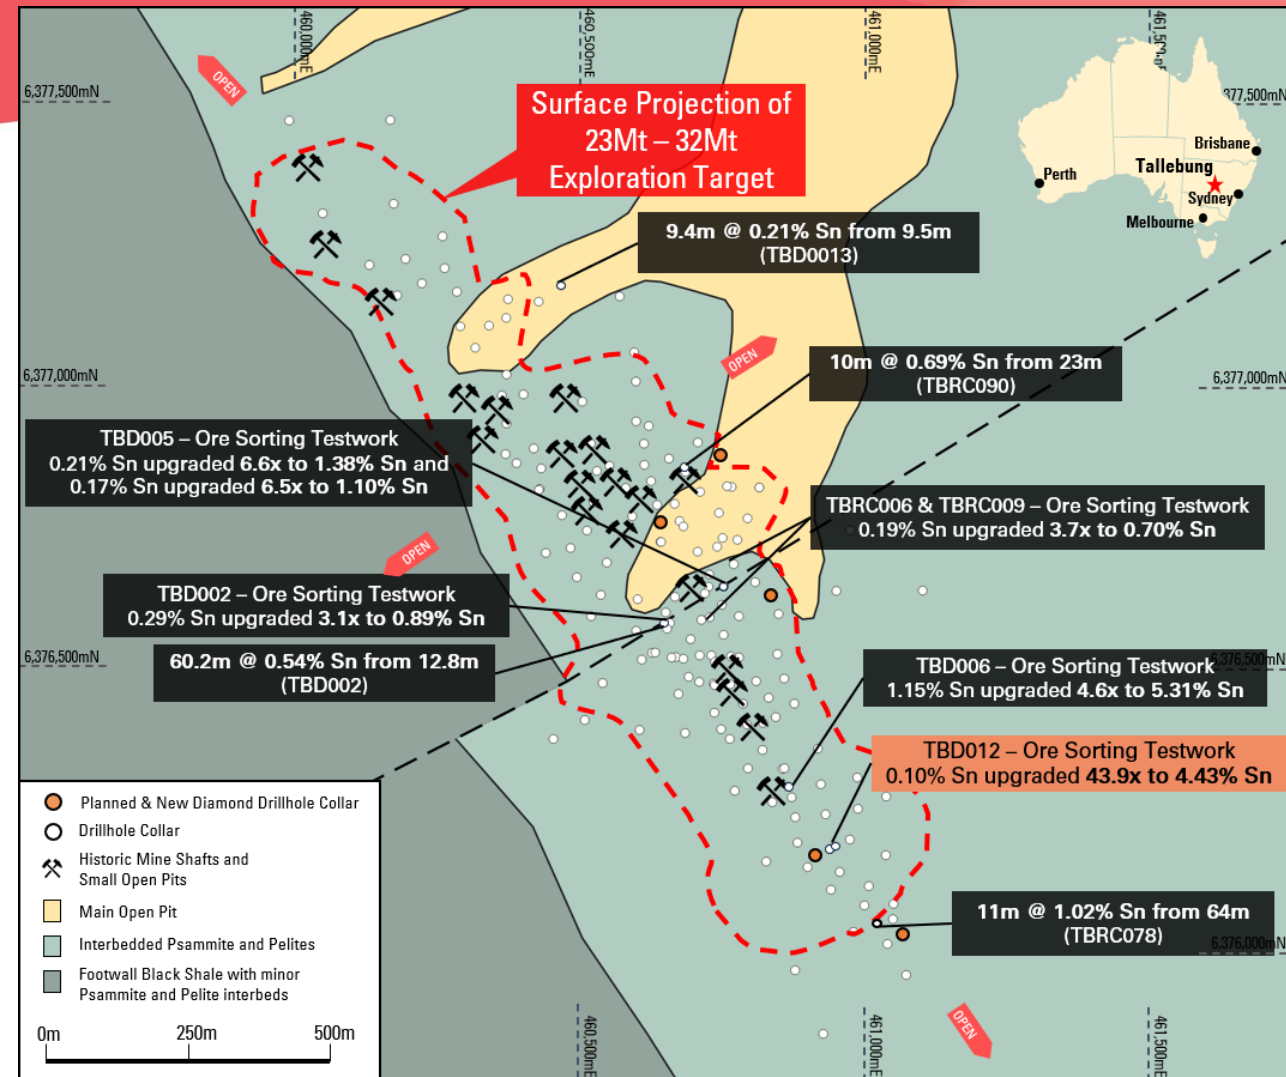 460,000mE
460,500mE
461,000mE
6,377,500mN
377,500mN
OPEN
Surface Projection of
23Mt – 32Mt
Exploration Target
Brisbane
Perth
Tallebung
Sydney
Melbourne
9.4m @ 0.21% Sn from 9.5m
(TBD0013)
OPEN
10m @ 0.69% Sn from 23m
(TBRC090)
6,377,000mN
6,377,000mN
TBD005 – Ore Sorting Testwork
0.21% Sn upgraded 6.6x to 1.38% Sn and
0.17% Sn upgraded 6.5x to 1.10% Sn
TBRC006 & TBRC009 – Ore Sorting Testwork
0.19% Sn upgraded 3.7x to 0.70% Sn
OPEN
TBD002 – Ore Sorting Testwork
0.29% Sn upgraded 3.1x to 0.89% Sn
60.2m @ 0.54% Sn from 12.8m
(TBD002)
6,376,500mN
6,376,500mN
TBD006 – Ore Sorting Testwork
1.15% Sn upgraded 4.6x to 5.31% Sn
TBD012 – Ore Sorting Testwork
0.10% Sn upgraded 43.9x to 4.43% Sn
11m @ 1.02% Sn from 64m
(TBRC078)
6,376,000mN
OPEN
Planned & New Diamond Drillhole Collar
Drillhole Collar
Historic Mine Shafts and
Small Open Pits
Main Open Pit
Interbedded Psammite and Pelites
Footwall Black Shale with minor
Psammite and Pelite interbeds
0m 250m 500m
460,500mE
461,000mE
461,500mE